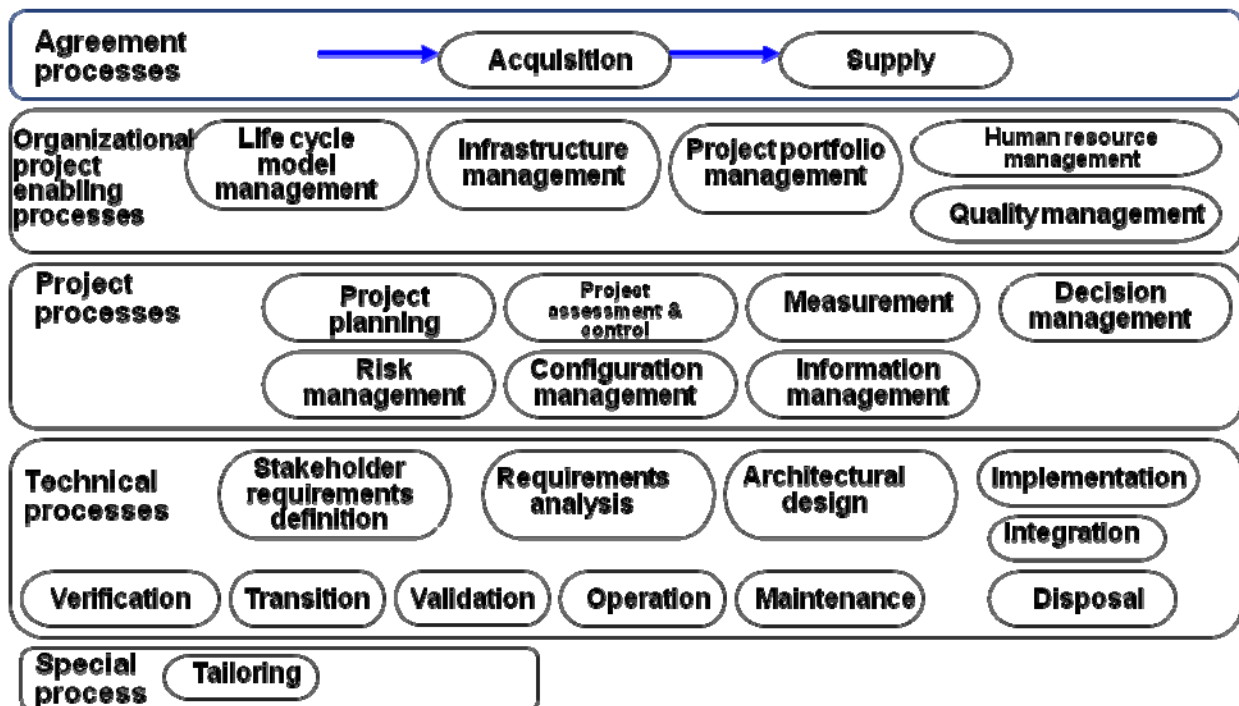 Agreement
processes
Acquisition
Supply
Organizational
project
enabling
processes
Life cycle
model
management
Infrastructure
management
Project portfolio
management
Human resource
management
Quality management
Project
processes
Project
planning
Project
assessment &
control
Measurement
Decision
management
Risk
management
Configuration
management
Information
management
Technical
processes
Stakeholder
requirements
definition
Requirements
analysis
Architectural
design
Implementation
Integration
Verification
Transition
Validation
Operation
Maintenance
Disposal
Special
process
Tailoring